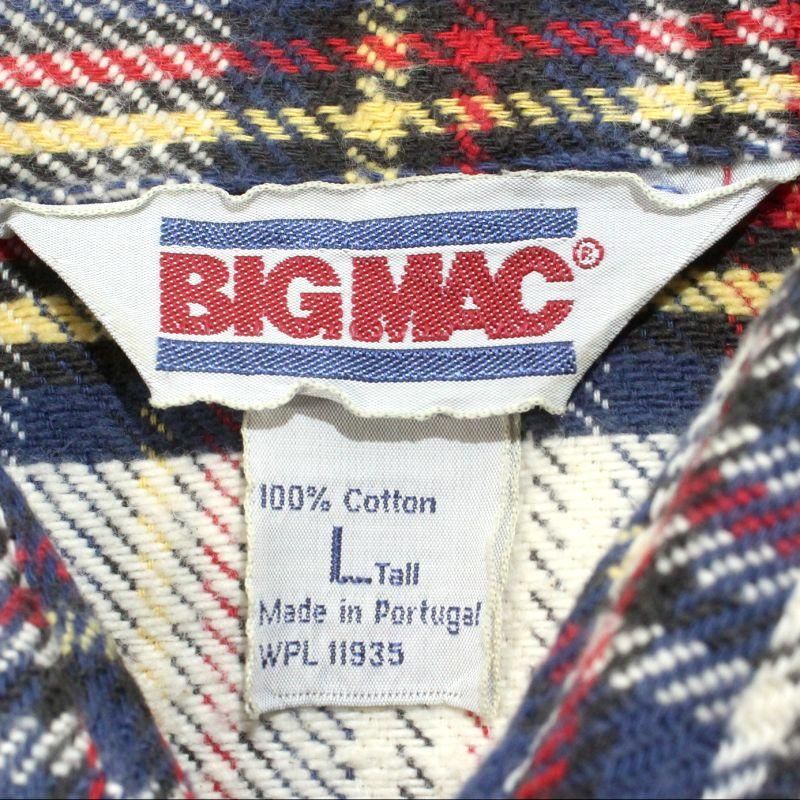 BIG MAC®
100% Cotton
L Tall
Made in Portugal
WPL 11935